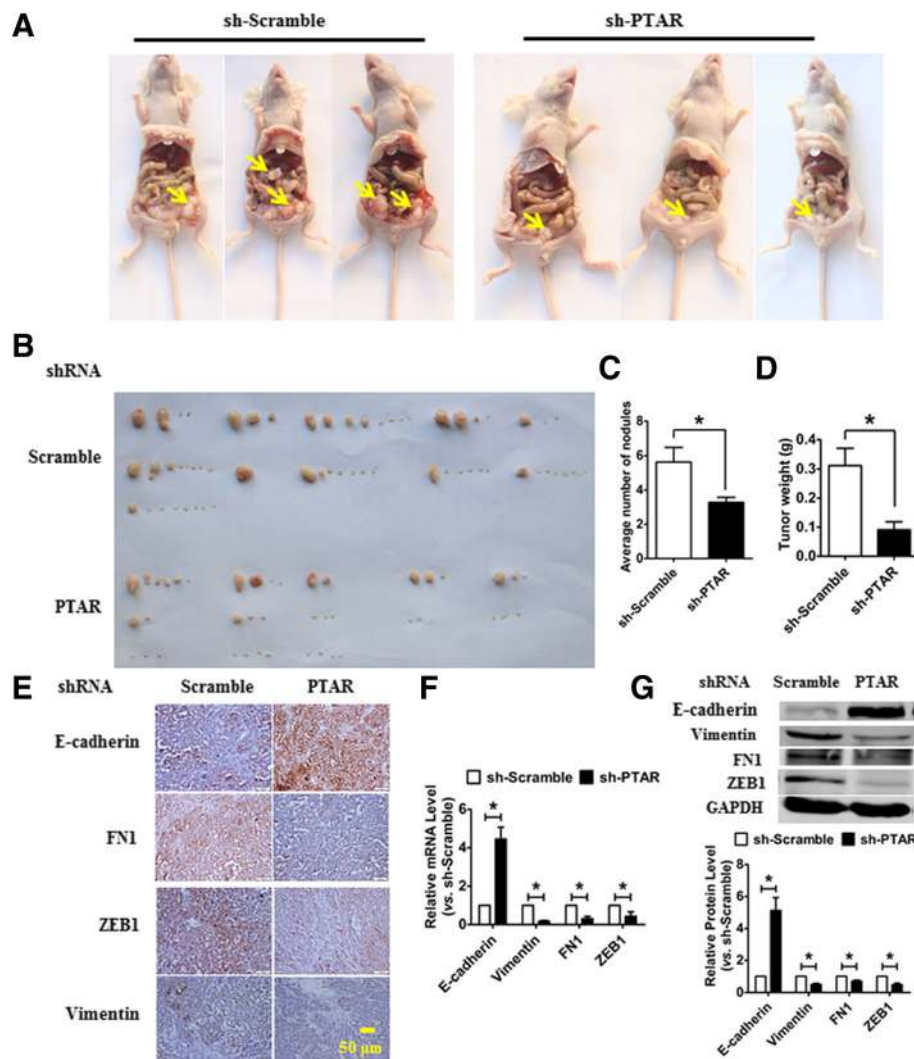 A
sh-Scramble
sh-PTAR
B
shRNA
Scramble
PTAR
C
Average number of nodules
8
6
4
2
0
*
sh-Scramble
sh-PTAR
D
Tumor weight (g)
0.4
0.3
0.2
0.1
0.0
*
sh-Scramble
sh-PTAR
E
shRNA
Scramble
PTAR
E-cadherin
FN1
ZEB1
Vimentin
50 μm
F
sh-Scramble
sh-PTAR
Relative mRNA Level
(vs. sh-Scramble)
6
4
2
0
*
*
*
*
E-cadherin
Vimentin
FN1
ZEB1
G
shRNA
Scramble
PTAR
E-cadherin
Vimentin
FN1
ZEB1
GAPDH
sh-Scramble
sh-PTAR
Relative Protein Level
(vs. sh-Scramble)
8
6
4
2
0
*
*
*
*
E-cadherin
Vimentin
FN1
ZEB1